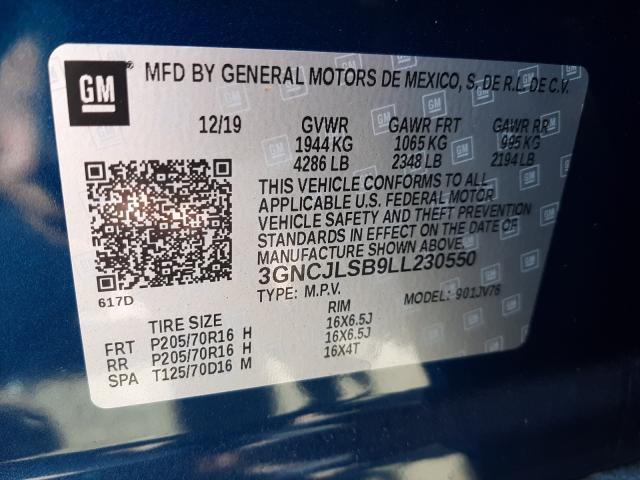 GM ® MFD BY GENERAL MOTORS DE MEXICO, S. DE R.L. DE C.V.
12/19 GVWR GAWR FRT GAWR RR
1944 KG 1065 KG 995 KG
4286 LB 2348 LB 2194 LB
THIS VEHICLE CONFORMS TO ALL
APPLICABLE U.S. FEDERAL MOTOR
VEHICLE SAFETY AND THEFT PREVENTION
STANDARDS IN EFFECT ON THE DATE OF
MANUFACTURE SHOWN ABOVE.
3GNCJLSB9LL230550
617D TYPE: M.P.V. MODEL: 901JV76
TIRE SIZE RIM
FRT P205/70R16 H 16X6.5J
RR P205/70R16 H 16X6.5J
SPA T125/70D16 M 16X4T